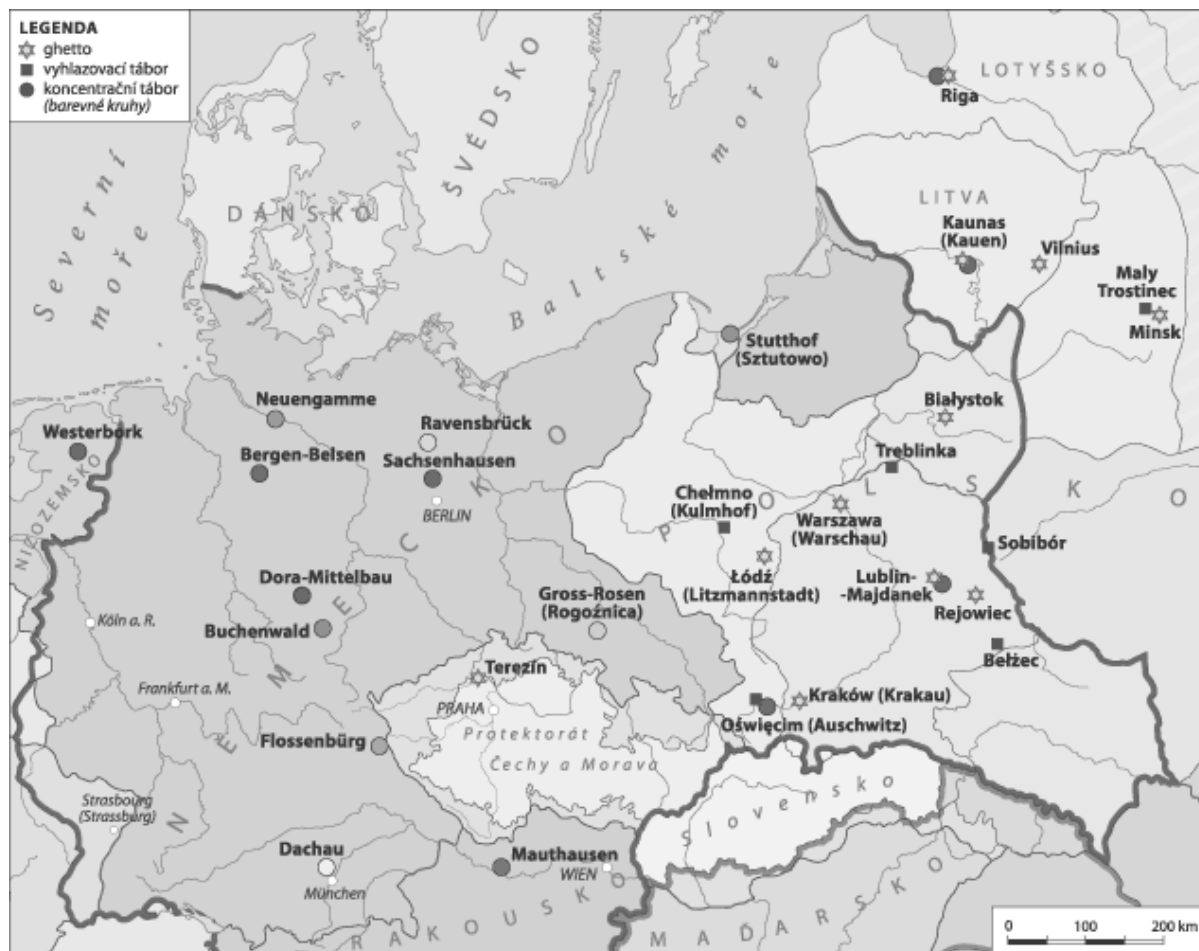 LEGENDA
ghetto
vyhlazovací tábor
koncentrační tábor
(barevné kruhy)
Severní
moře
DÁNSKO
ŠVÉDSKO
Baltské moře
LOTYŠSKO
Riga
LITVA
Kaunas
(Kauen)
Vilnius
Maly
Trostinec
Minsk
Stutthof
(Sztutowo)
Neuengamme
Ravensbrück
Białystok
Westerbork
Bergen-Belsen
Sachsenhausen
BERLIN
Treblinka
NIZOZEMSKO
Chełmno
(Kulmhof)
POLSKO
Warszawa
(Warschau)
Sobibór
Dora-Mittelbau
Gross-Rosen
(Rogoźnica)
Łódź
(Litzmannstadt)
Lublin-
-Majdanek
Rejowiec
Köln a. R.
Buchenwald
NĚMECKO
Bełżec
Terezín
Frankfurt a. M.
PRAHA
Kraków (Krakau)
Oświęcim (Auschwitz)
Flossenbürg
Protektorát
Čechy a Morava
Slovensko
Strasbourg
(Strassburg)
Dachau
München
Mauthausen
WIEN
RAKOUSKO
MAĎARSKO
0 100 200 km